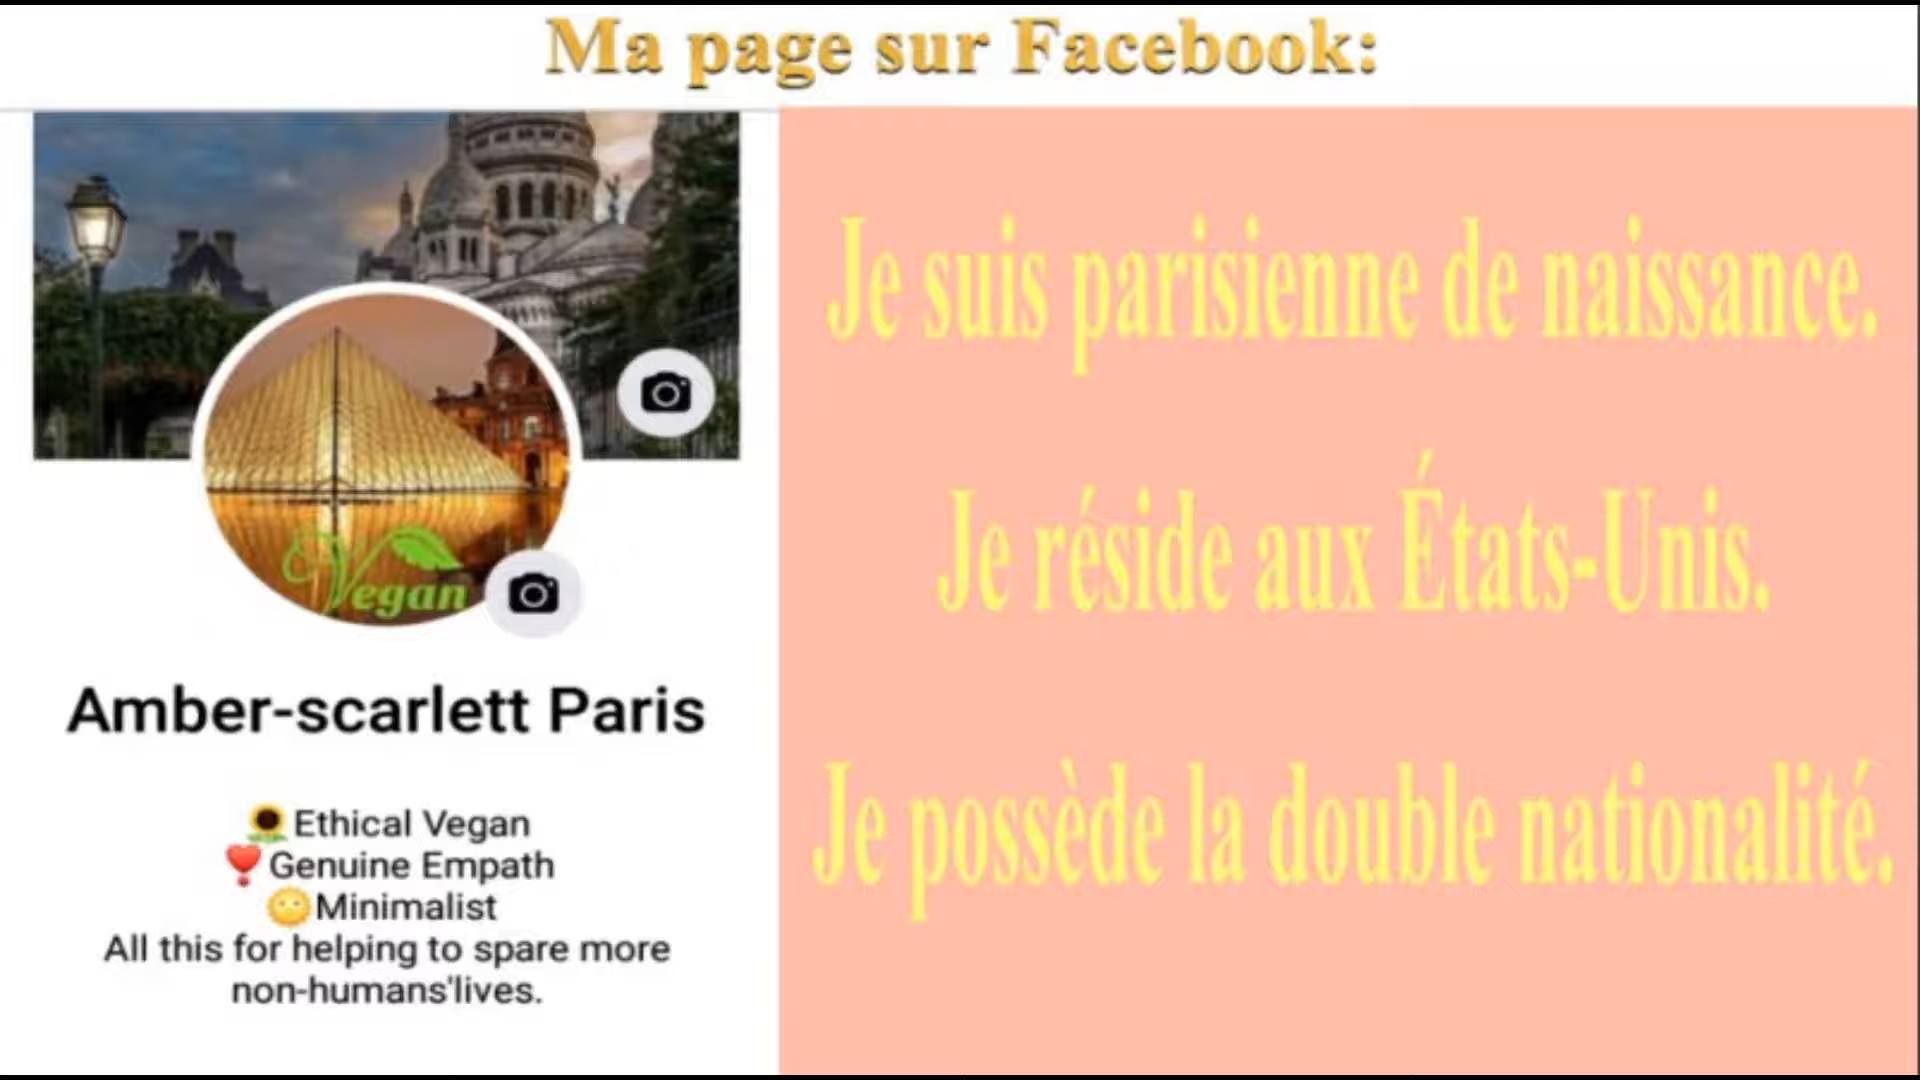 Ma page sur Facebook:
Vegan
Amber-scarlett Paris
🌻Ethical Vegan
❣️Genuine Empath
😶Minimalist
All this for helping to spare more
non-humans'lives.
Je suis parisienne de naissance.
Je réside aux États-Unis.
Je possède la double nationalité.